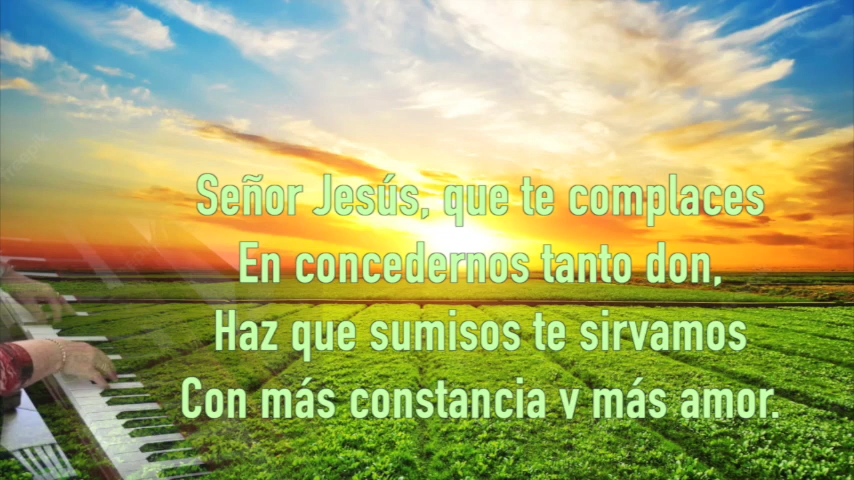 Señor Jesús, que te complaces
En concedernos tanto don,
Haz que sumisos te sirvamos
Con más constancia y más amor.